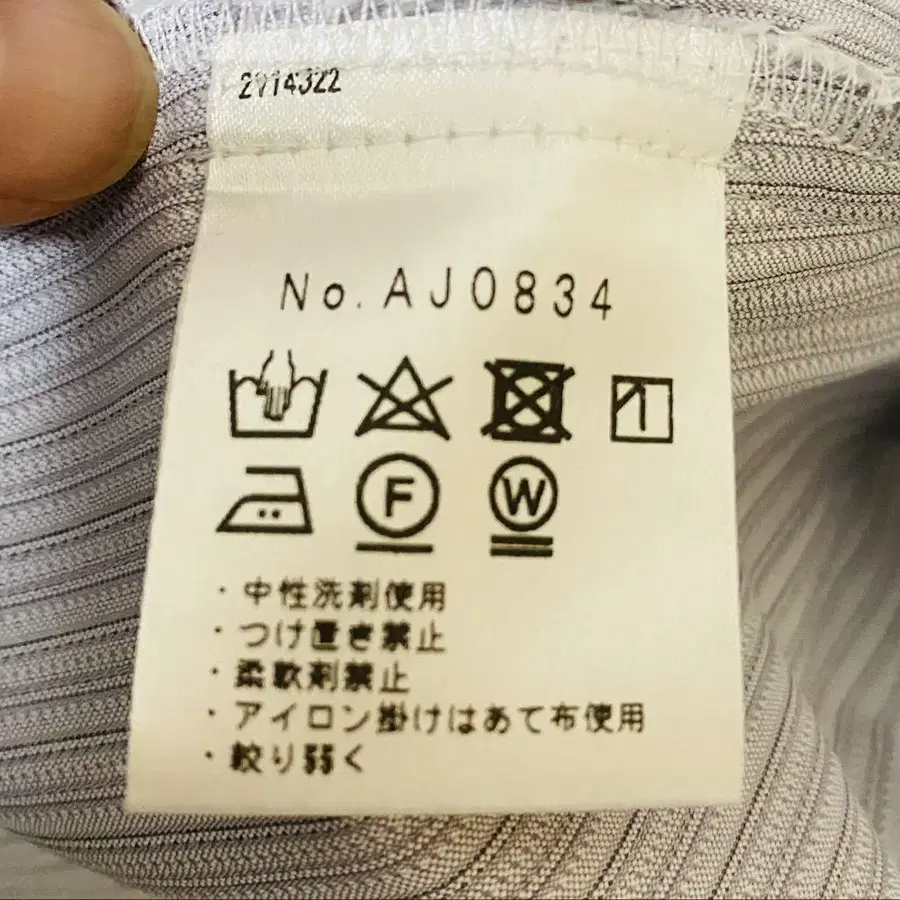 2914322
No.AJ0834
F W
・中性洗剤使用
・つけ置き禁止
・柔軟剤禁止
・アイロン掛けはあて布使用
・絞り弱く